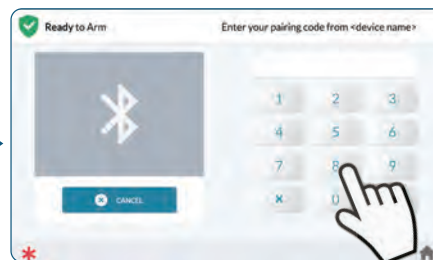 Ready to Arm
Enter your pairing code from <device name>
1 2 3
4 5 6
7 8 9
CANCEL
0